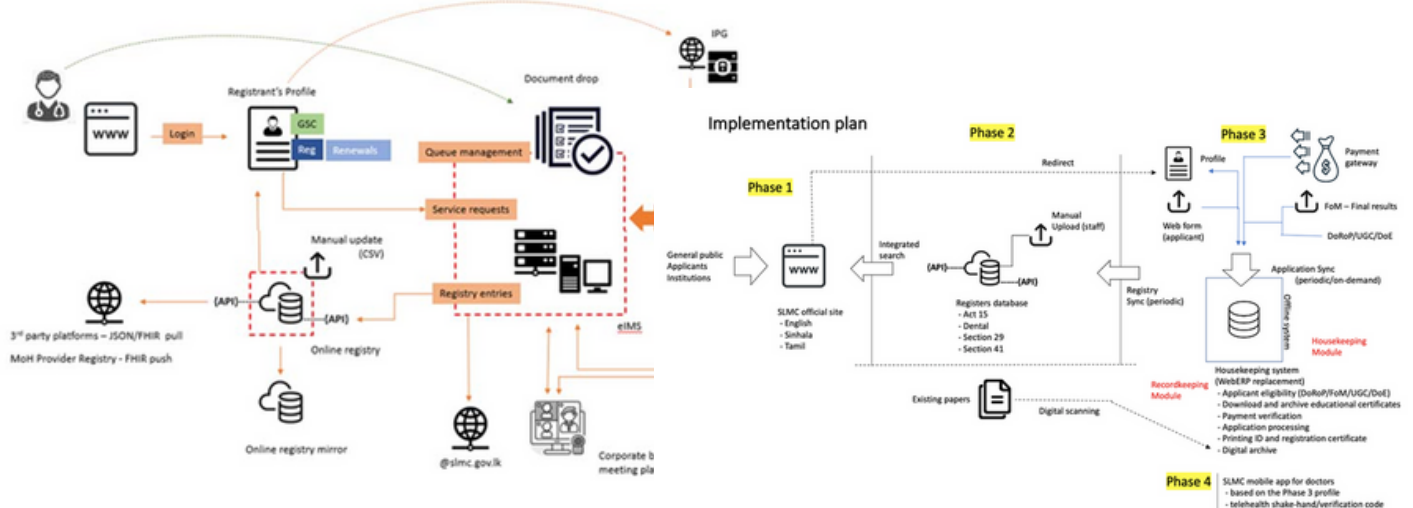 IPG
Document drop
Registrant's Profile
GSC
www
Login
Reg
Renewals
Queue management
Service requests
Manual update
(CSV)
Registry entries
(API)
(API)
eIMS
3rd party platforms – JSON/FHIR pull
MoH Provider Registry - FHIR push
Online registry
Online registry mirror
@slmc.gov.lk
Corporate b
meeting pla
Implementation plan
Phase 1
General public
Applicants
Institutions
www
SLMC official site
- English
- Sinhala
- Tamil
Phase 2
Redirect
Integrated
search
Manual
Upload (staff)
(API)
(API)
Registers database
- Act 15
- Dental
- Section 29
- Section 41
Registry
Sync (periodic)
Existing papers
Digital scanning
Phase 3
Profile
Payment
gateway
Web form
(applicant)
FoM – Final results
DoRoP/UGC/DoE
Application Sync
(periodic/on-demand)
Offline system
Housekeeping
Module
Recordkeeping
Module
Housekeeping system
(WebERP replacement)
- Applicant eligibility (DoRoP/FoM/UGC/DoE)
- Download and archive educational certificates
- Payment verification
- Application processing
- Printing ID and registration certificate
- Digital archive
Phase 4
SLMC mobile app for doctors
- based on the Phase 3 profile
- telehealth shake-hand/verification code